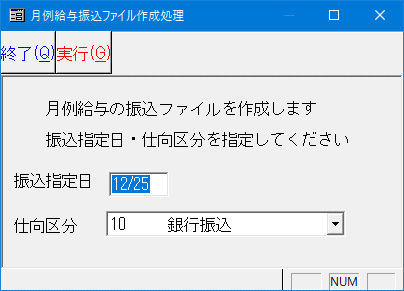 月例給与振込ファイル作成処理
終了(Q) 実行(G)
月例給与の振込ファイルを作成します
振込指定日・仕向区分を指定してください
振込指定日 12/25
仕向区分 10 銀行振込
NUM